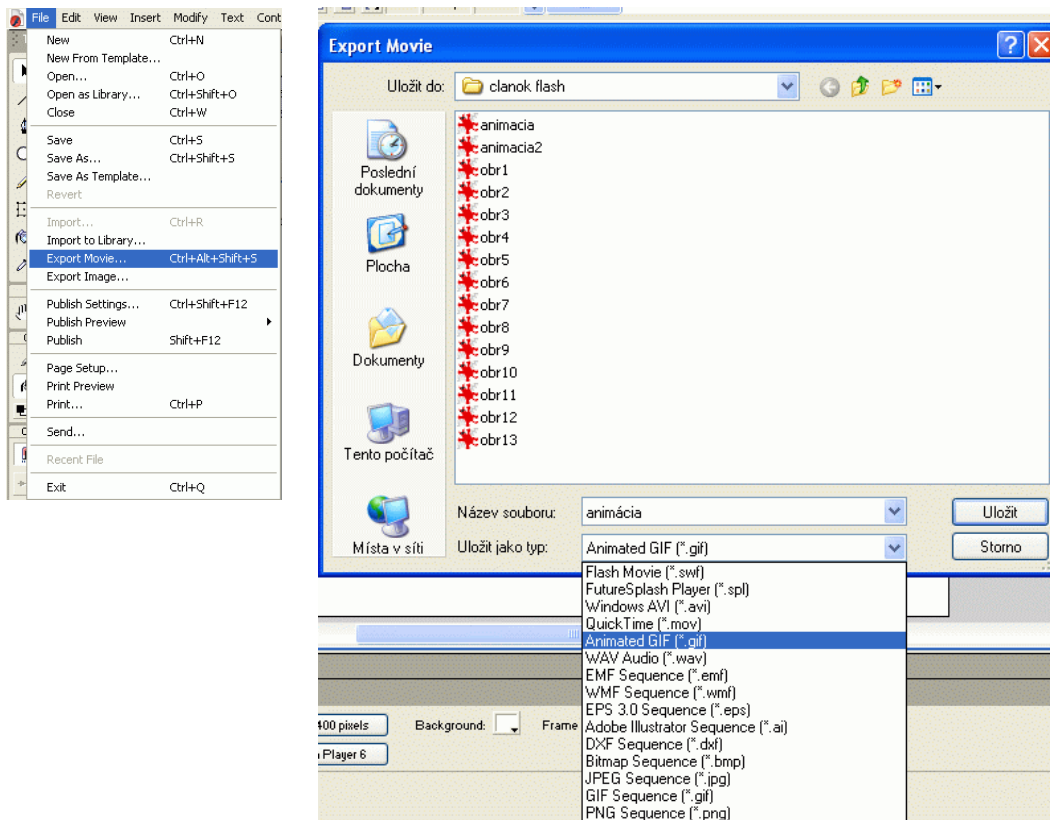 File Edit View Insert Modify Text Cont
New Ctrl+N
New From Template...
Open... Ctrl+O
Open as Library... Ctrl+Shift+O
Close Ctrl+W
Save Ctrl+S
Save As... Ctrl+Shift+S
Save As Template...
Revert
Import... Ctrl+R
Import to Library...
Export Movie... Ctrl+Alt+Shift+S
Export Image...
Publish Settings... Ctrl+Shift+F12
Publish Preview
Publish Shift+F12
Page Setup...
Print Preview
Print... Ctrl+P
Send...
Recent File
Exit Ctrl+Q
Export Movie
Uložit do: clanok flash
Poslední
dokumenty
Plocha
Dokumenty
Tento počítač
Místa v síti
animacia
animacia2
obr1
obr2
obr3
obr4
obr5
obr6
obr7
obr8
obr9
obr10
obr11
obr12
obr13
Název souboru: animácia Uložit
Uložit jako typ: Animated GIF (*.gif) Storno
Flash Movie (*.swf)
FutureSplash Player (*.spl)
Windows AVI (*.avi)
QuickTime (*.mov)
Animated GIF (*.gif)
WAV Audio (*.wav)
EMF Sequence (*.emf)
WMF Sequence (*.wmf)
EPS 3.0 Sequence (*.eps)
Adobe Illustrator Sequence (*.ai)
DXF Sequence (*.dxf)
Bitmap Sequence (*.bmp)
JPEG Sequence (*.jpg)
GIF Sequence (*.gif)
PNG Sequence (*.png)
400 pixels Background: Frame
Player 6